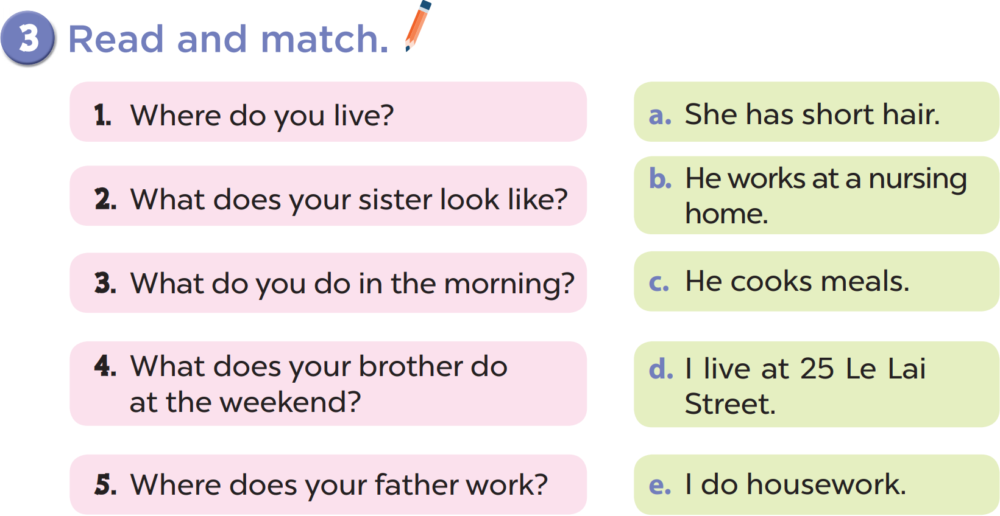 3 Read and match.
1. Where do you live?
2. What does your sister look like?
3. What do you do in the morning?
4. What does your brother do
at the weekend?
5. Where does your father work?
a. She has short hair.
b. He works at a nursing
home.
c. He cooks meals.
d. I live at 25 Le Lai
Street.
e. I do housework.